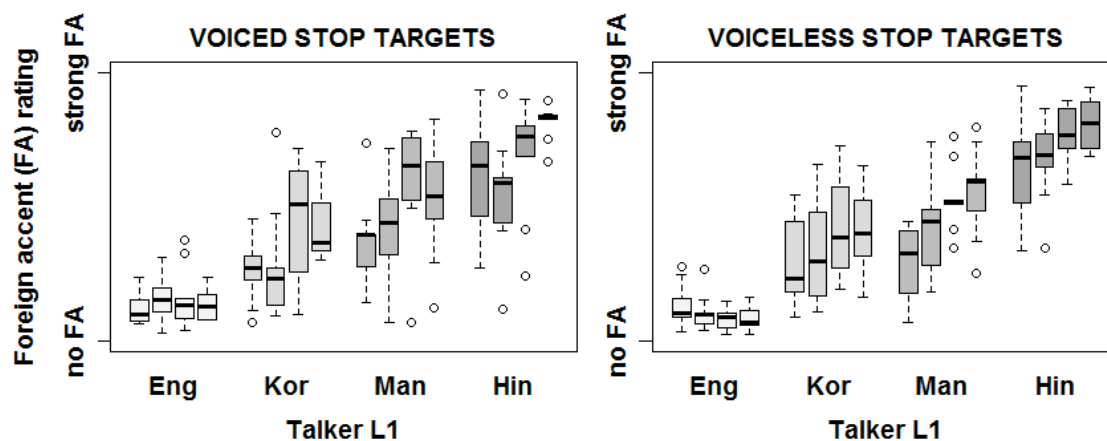 VOICED STOP TARGETS
VOICELESS STOP TARGETS
Foreign accent (FA) rating
strong FA
no FA
Eng Kor Man Hin
Talker L1
strong FA
no FA
Eng Kor Man Hin
Talker L1